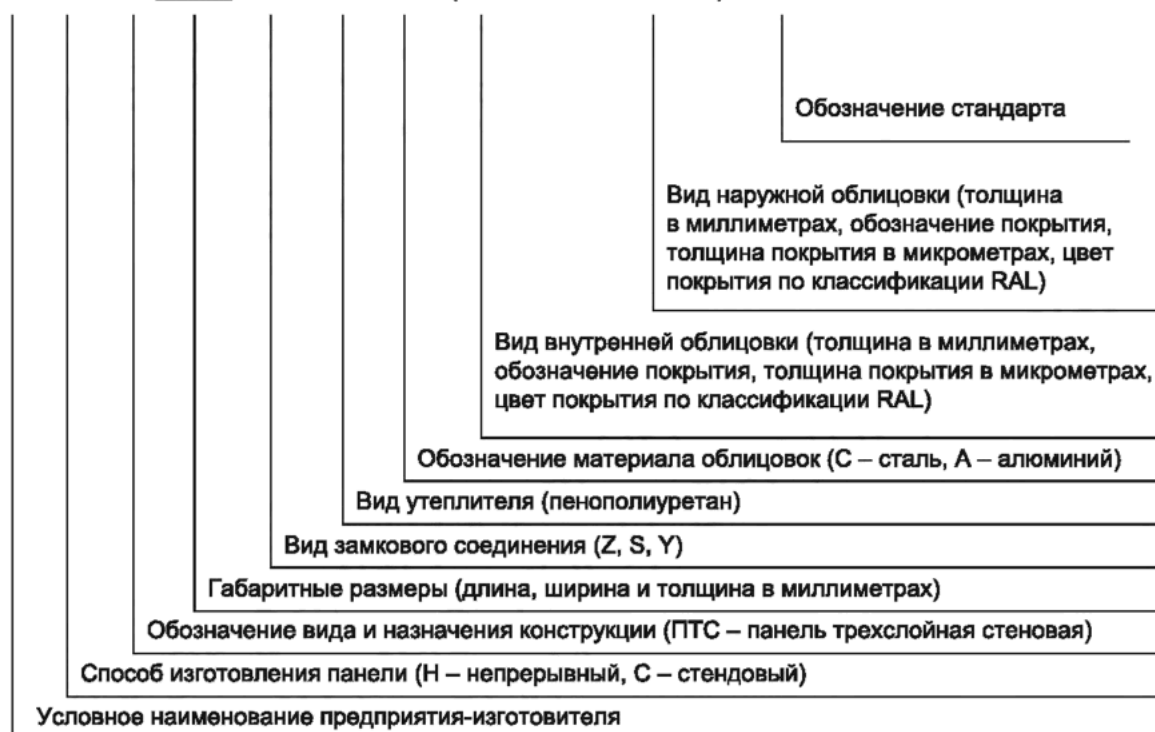 Обозначение стандарта
Вид наружной облицовки (толщина
в миллиметрах, обозначение покрытия,
толщина покрытия в микрометрах, цвет
покрытия по классификации RAL)
Вид внутренней облицовки (толщина в миллиметрах,
обозначение покрытия, толщина покрытия в микрометрах,
цвет покрытия по классификации RAL)
Обозначение материала облицовок (С – сталь, А – алюминий)
Вид утеплителя (пенополиуретан)
Вид замкового соединения (Z, S, Y)
Габаритные размеры (длина, ширина и толщина в миллиметрах)
Обозначение вида и назначения конструкции (ПТС – панель трехслойная стеновая)
Способ изготовления панели (Н – непрерывный, С – стендовый)
Условное наименование предприятия-изготовителя